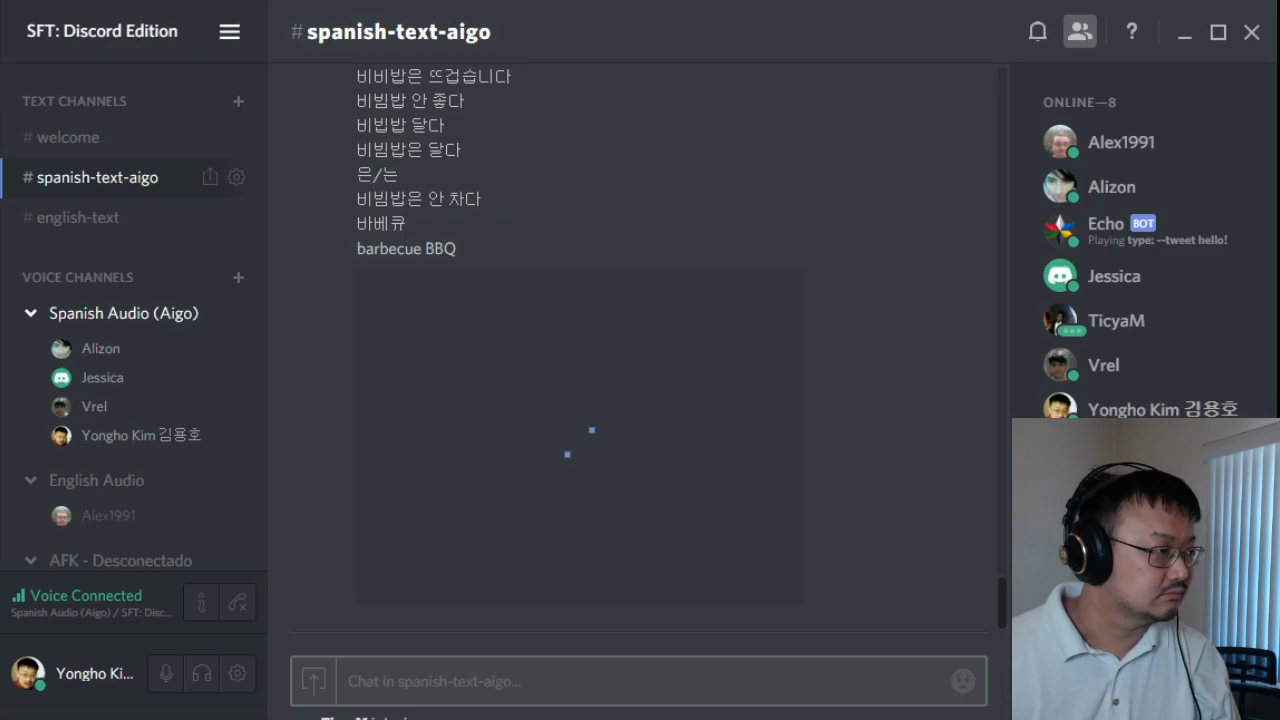 SFT: Discord Edition
TEXT CHANNELS
# welcome
# spanish-text-aigo
# english-text
VOICE CHANNELS
Spanish Audio (Aigo)
Alizon
Jessica
Vrel
Yongho Kim 김용호
English Audio
Alex1991
AFK - Desconectado
Voice Connected
Spanish Audio (Aigo) / SFT: Disc...
Yongho Ki...
# spanish-text-aigo
비비밥은 뜨겁습니다
비빔밥 안 좋다
비빕밥 달다
비빔밥은 달다
은/는
비빔밥은 안 차다
바베큐
barbecue BBQ
Chat in spanish-text-aigo...
ONLINE—8
Alex1991
Alizon
Echo BOT
Playing type: --tweet hello!
Jessica
TicyaM
Vrel
Yongho Kim 김용호